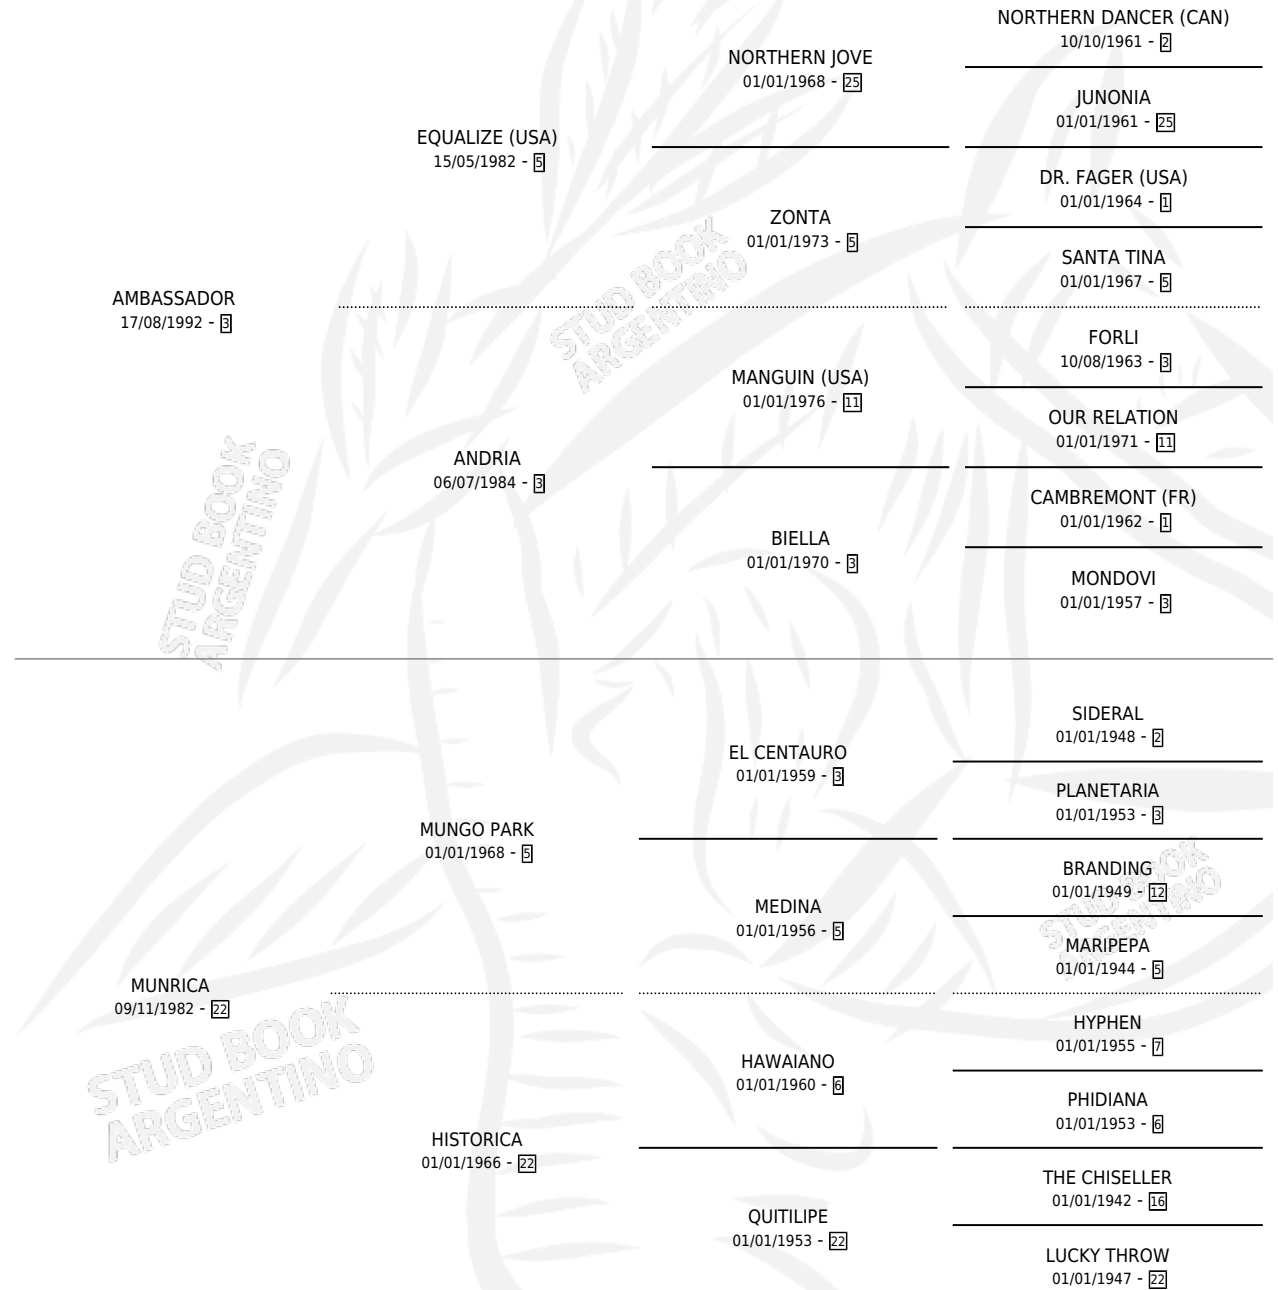 NORTHERN DANCER (CAN)
10/10/1961 - 2
NORTHERN JOVE
01/01/1968 - 25
JUNONIA
01/01/1961 - 25
EQUALIZE (USA)
15/05/1982 - 5
DR. FAGER (USA)
01/01/1964 - 1
ZONTA
01/01/1973 - 5
SANTA TINA
01/01/1967 - 5
AMBASSADOR
17/08/1992 - 3
FORLI
10/08/1963 - 3
MANGUIN (USA)
01/01/1976 - 11
OUR RELATION
01/01/1971 - 11
ANDRIA
06/07/1984 - 3
CAMBREMONT (FR)
01/01/1962 - 1
BIELLA
01/01/1970 - 3
MONDOVI
01/01/1957 - 3
STUD BOOK
ARGENTINO
STUD BOOK
ARGENTINO
SIDERAL
01/01/1948 - 2
EL CENTAURO
01/01/1959 - 3
PLANETARIA
01/01/1953 - 3
MUNGO PARK
01/01/1968 - 5
BRANDING
01/01/1949 - 12
MEDINA
01/01/1956 - 5
MARIPEPA
01/01/1944 - 5
MUNRICA
09/11/1982 - 22
HYPHEN
01/01/1955 - 7
HAWAIANO
01/01/1960 - 6
PHIDIANA
01/01/1953 - 6
HISTORICA
01/01/1966 - 22
THE CHISELLER
01/01/1942 - 16
QUITILIPE
01/01/1953 - 22
LUCKY THROW
01/01/1947 - 22
STUD BOOK
ARGENTINO
STUD BOOK
ARGENTINO